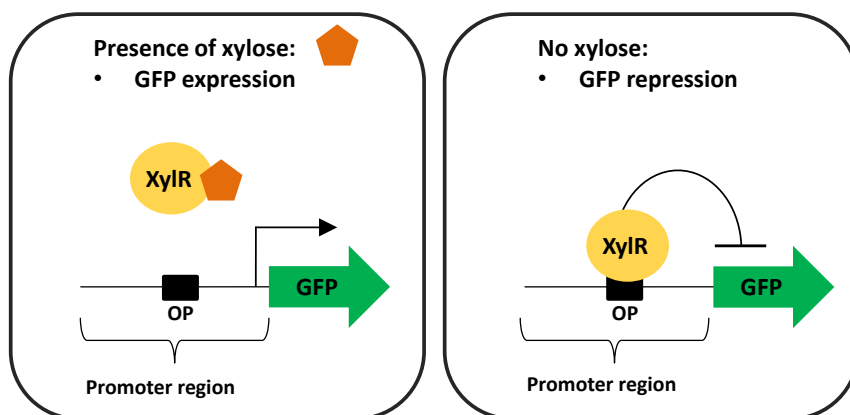 Presence of xylose:
• GFP expression
XylR
GFP
OP
Promoter region
No xylose:
• GFP repression
XylR
GFP
OP
Promoter region